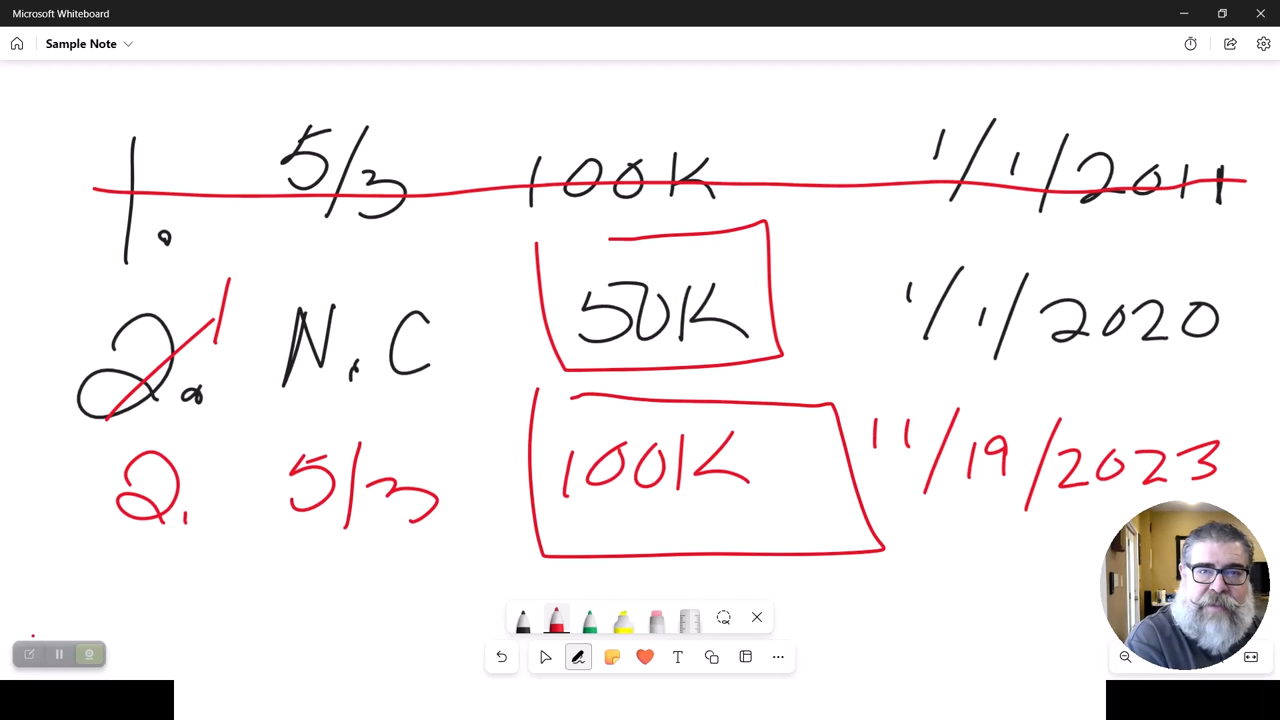 Microsoft Whiteboard
Sample Note
1. 5/3 100K 1/1/2011
2. 1 N.C 50K 1/1/2020
2. 5/3 100K 11/19/2023